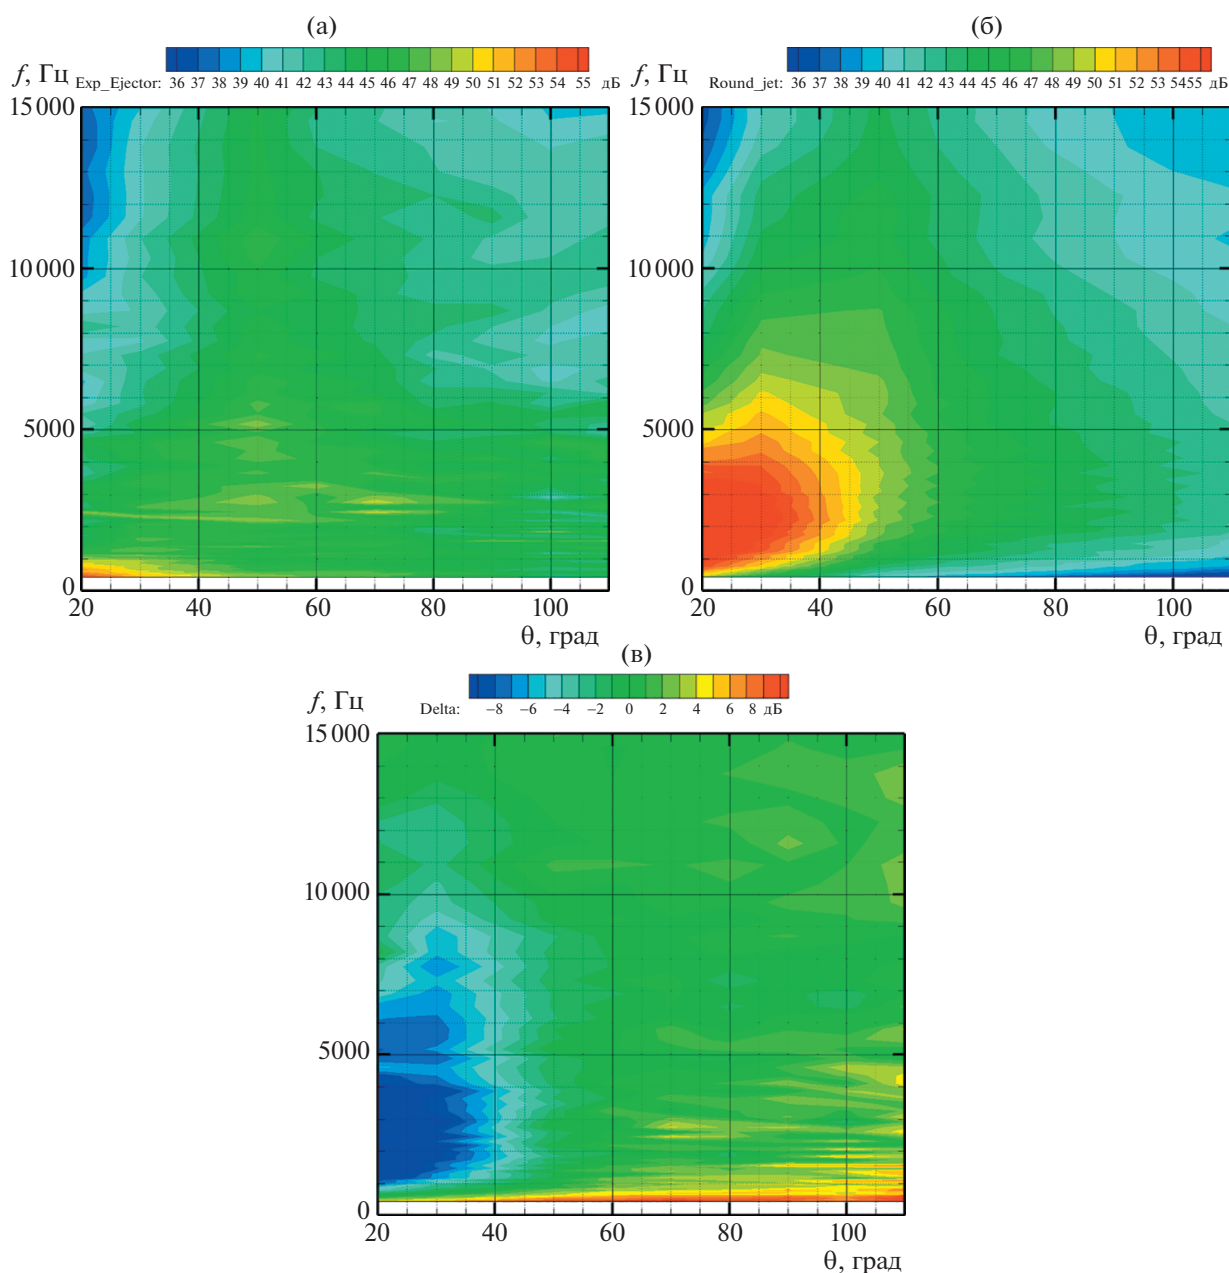 (а)
f, Гц
Exp_Ejector: 36 37 38 39 40 41 42 43 44 45 46 47 48 49 50 51 52 53 54 55 дБ
15 000
10 000
5000
0
20 40 60 80 100
θ, град
(б)
f, Гц
Round_jet: 36 37 38 39 40 41 42 43 44 45 46 47 48 49 50 51 52 53 5455 дБ
15 000
10 000
5000
0
20 40 60 80 100
θ, град
(в)
f, Гц
Delta: −8 −6 −4 −2 0 2 4 6 8 дБ
15 000
10 000
5000
0
20 40 60 80 100
θ, град